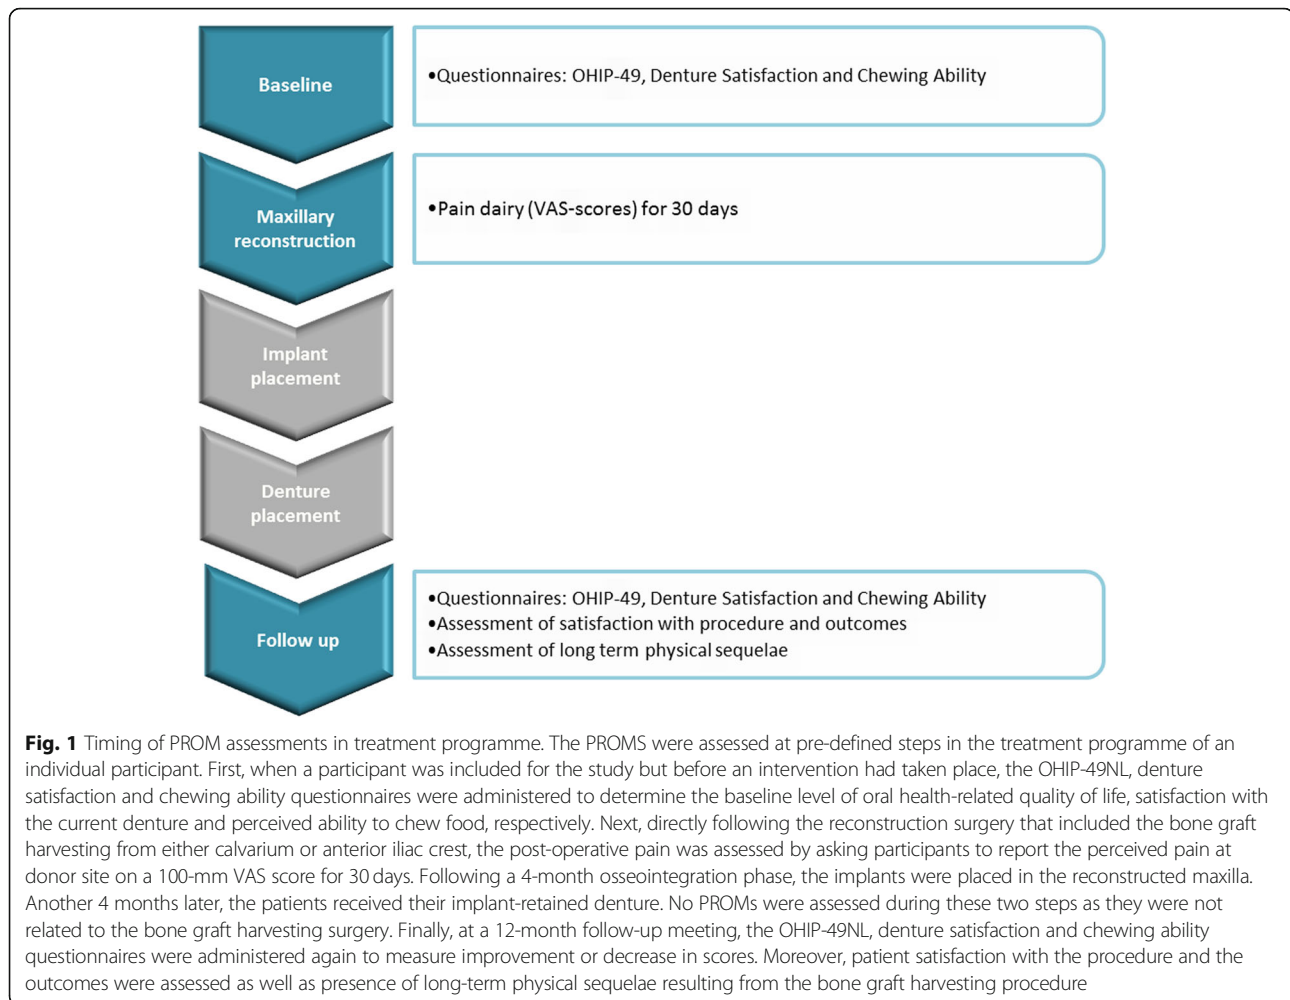 Baseline
•Questionnaires: OHIP-49, Denture Satisfaction and Chewing Ability
Maxillary
reconstruction
•Pain dairy (VAS-scores) for 30 days
Implant
placement
Denture
placement
Follow up
•Questionnaires: OHIP-49, Denture Satisfaction and Chewing Ability
•Assessment of satisfaction with procedure and outcomes
•Assessment of long term physical sequelae
Fig. 1 Timing of PROM assessments in treatment programme. The PROMS were assessed at pre-defined steps in the treatment programme of an
individual participant. First, when a participant was included for the study but before an intervention had taken place, the OHIP-49NL, denture
satisfaction and chewing ability questionnaires were administered to determine the baseline level of oral health-related quality of life, satisfaction with
the current denture and perceived ability to chew food, respectively. Next, directly following the reconstruction surgery that included the bone graft
harvesting from either calvarium or anterior iliac crest, the post-operative pain was assessed by asking participants to report the perceived pain at
donor site on a 100-mm VAS score for 30 days. Following a 4-month osseointegration phase, the implants were placed in the reconstructed maxilla.
Another 4 months later, the patients received their implant-retained denture. No PROMs were assessed during these two steps as they were not
related to the bone graft harvesting surgery. Finally, at a 12-month follow-up meeting, the OHIP-49NL, denture satisfaction and chewing ability
questionnaires were administered again to measure improvement or decrease in scores. Moreover, patient satisfaction with the procedure and the
outcomes were assessed as well as presence of long-term physical sequelae resulting from the bone graft harvesting procedure